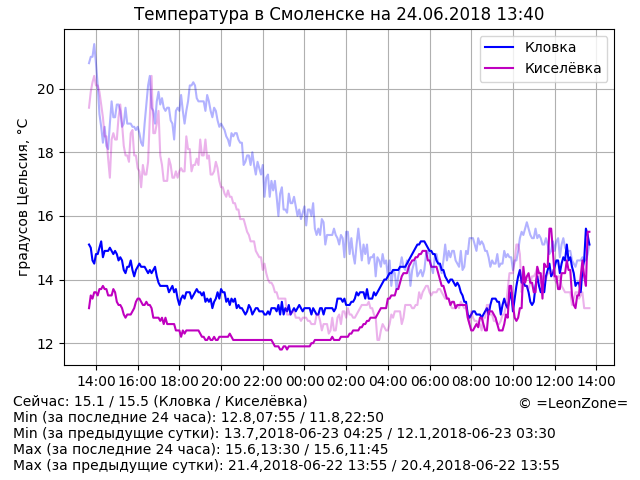 Температура в Смоленске на 24.06.2018 13:40
Кловка
Киселёвка
градусов Цельсия, °C
20
18
16
14
12
14:00 16:00 18:00 20:00 22:00 00:00 02:00 04:00 06:00 08:00 10:00 12:00 14:00
Сейчас: 15.1 / 15.5 (Кловка / Киселёвка)
© =LeonZone=
Min (за последние 24 часа): 12.8,07:55 / 11.8,22:50
Min (за предыдущие сутки): 13.7,2018-06-23 04:25 / 12.1,2018-06-23 03:30
Max (за последние 24 часа): 15.6,13:30 / 15.6,11:45
Max (за предыдущие сутки): 21.4,2018-06-22 13:55 / 20.4,2018-06-22 13:55